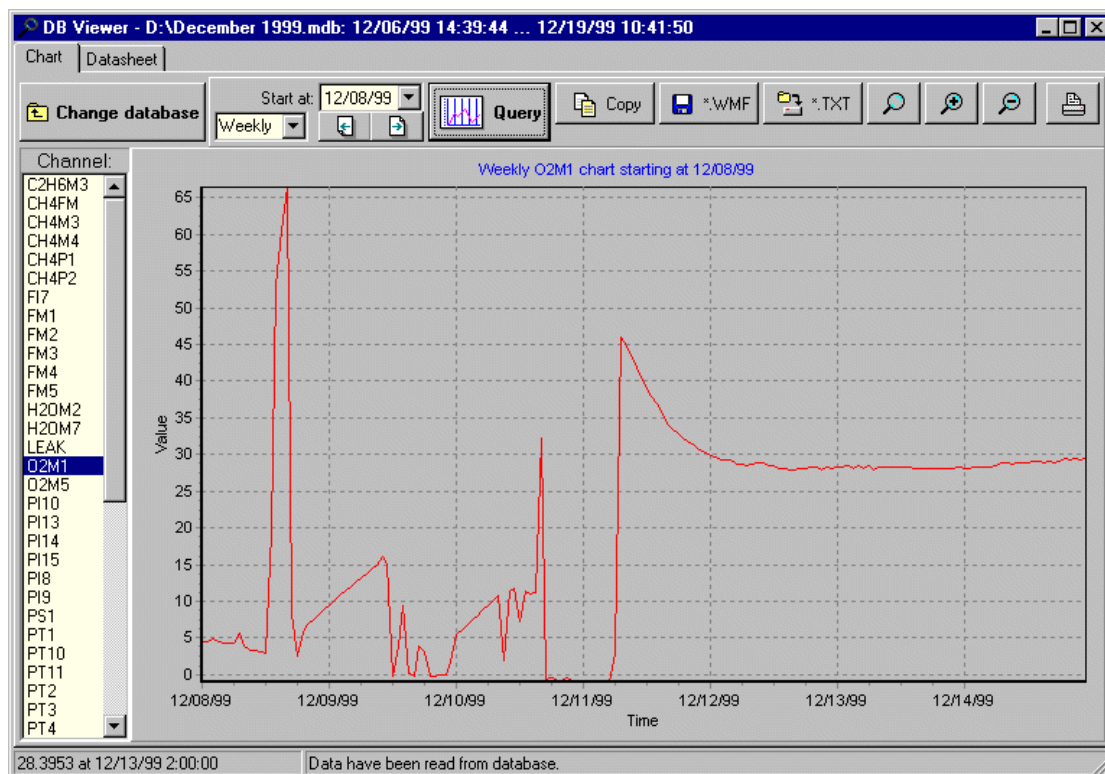 DB Viewer - D:\December 1999.mdb: 12/06/99 14:39:44 ... 12/19/99 10:41:50
Chart Datasheet
Change database
Start at: 12/08/99
Weekly
Query
Copy
*.WMF
*.TXT
Channel:
C2H6M3
CH4FM
CH4M3
CH4M4
CH4P1
CH4P2
FI7
FM1
FM2
FM3
FM4
FM5
H2OM2
H2OM7
LEAK
O2M1
O2M5
PI10
PI13
PI14
PI15
PI8
PI9
PS1
PT1
PT10
PT11
PT2
PT3
PT4
Weekly O2M1 chart starting at 12/08/99
65
60
55
50
45
40
35
30
25
20
15
10
5
0
Value
12/08/99 12/09/99 12/10/99 12/11/99 12/12/99 12/13/99 12/14/99
Time
28.3953 at 12/13/99 2:00:00 Data have been read from database.